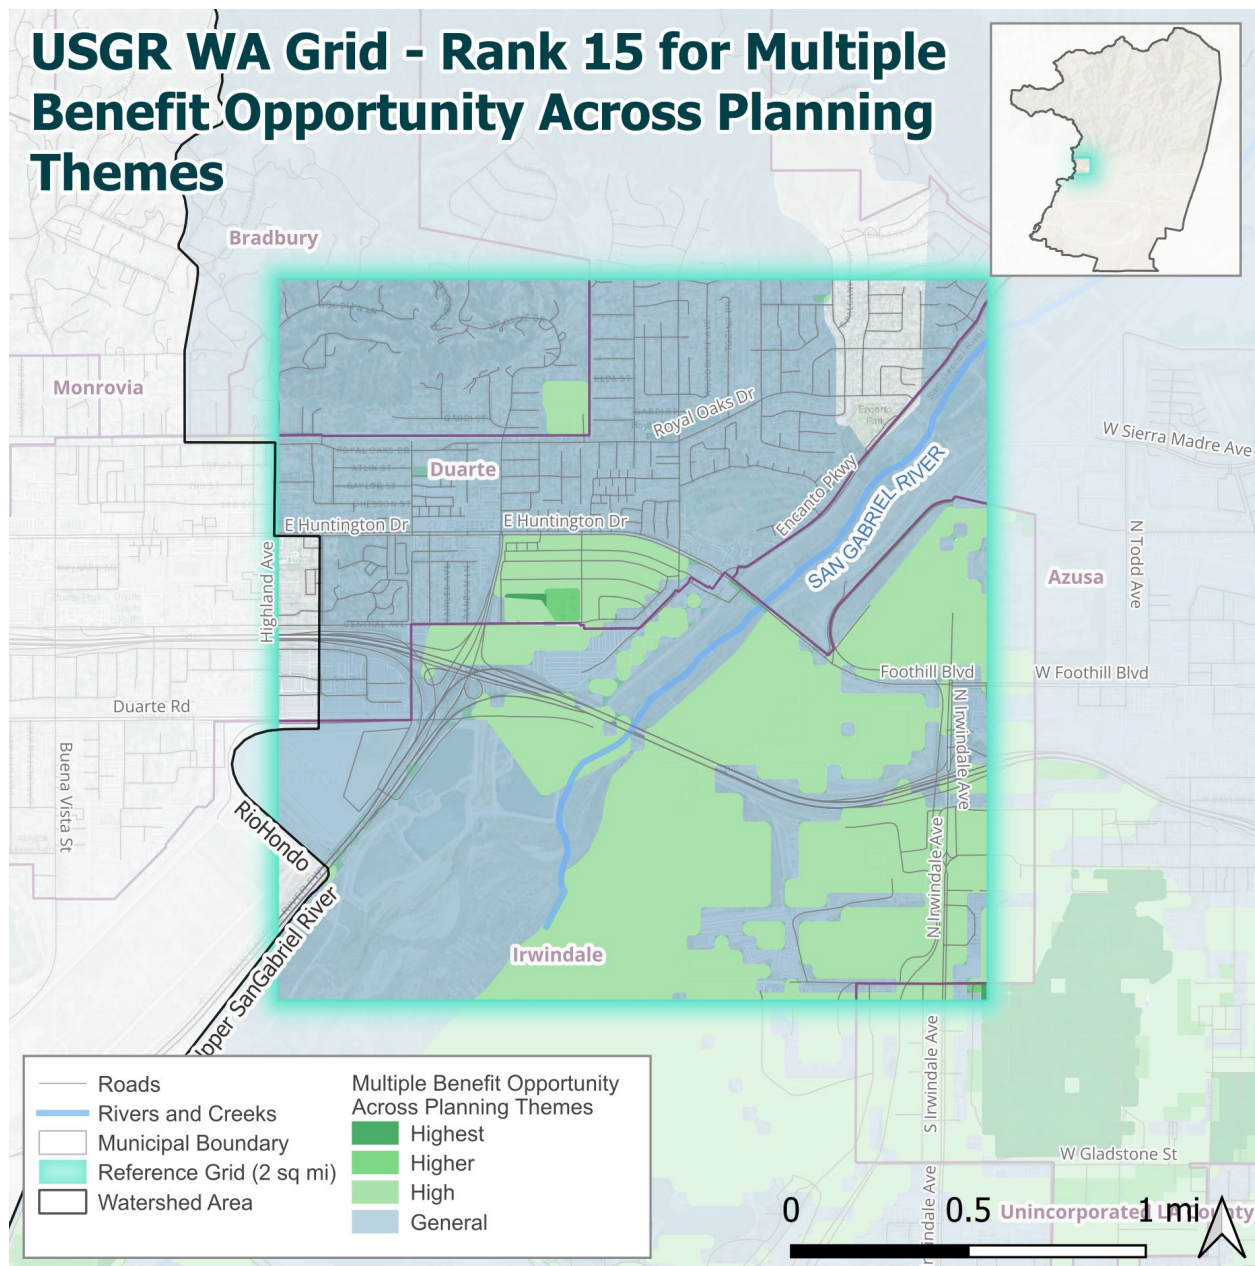 USGR WA Grid - Rank 15 for Multiple
Benefit Opportunity Across Planning
Themes
Bradbury
Monrovia
W Sierra Madre Ave
Royal Oaks Dr
Duarte
Encanto Pkwy
SAN GABRIEL RIVER
E Huntington Dr
E Huntington Dr
Highland Ave
N Todd Ave
Azusa
Foothill Blvd
W Foothill Blvd
Duarte Rd
N Irwindale Ave
Buena Vista St
RioHondo
N Irwindale Ave
Upper SanGabriel River
Irwindale
S Irwindale Ave
W Gladstone St
Unincorporated LA County
Roads
Rivers and Creeks
Municipal Boundary
Reference Grid (2 sq mi)
Watershed Area
Multiple Benefit Opportunity
Across Planning Themes
Highest
Higher
High
General
0 0.5 1 mi